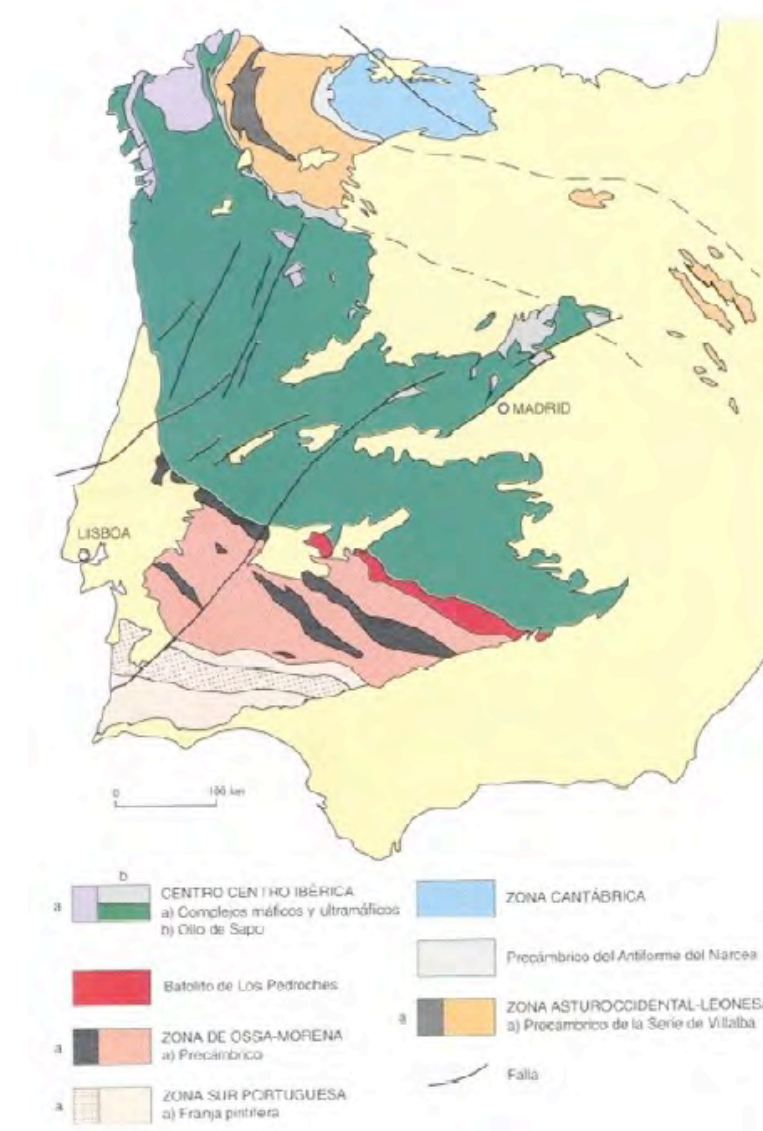 MADRID
LISBOA
0
100 km
b
a
CENTRO CENTRO IBÉRICA
a) Complejos máficos y ultramáficos
b) Ollo de Sapo
Batolito de Los Pedroches
a
ZONA DE OSSA-MORENA
a) Precámbrico
a
ZONA SUR PORTUGUESA
a) Franja piritífera
ZONA CANTÁBRICA
Precámbrico del Antiforme del Narcea
a
ZONA ASTUROCCIDENTAL-LEONESA
a) Precámbrico de la Serie de Villalba
Falla